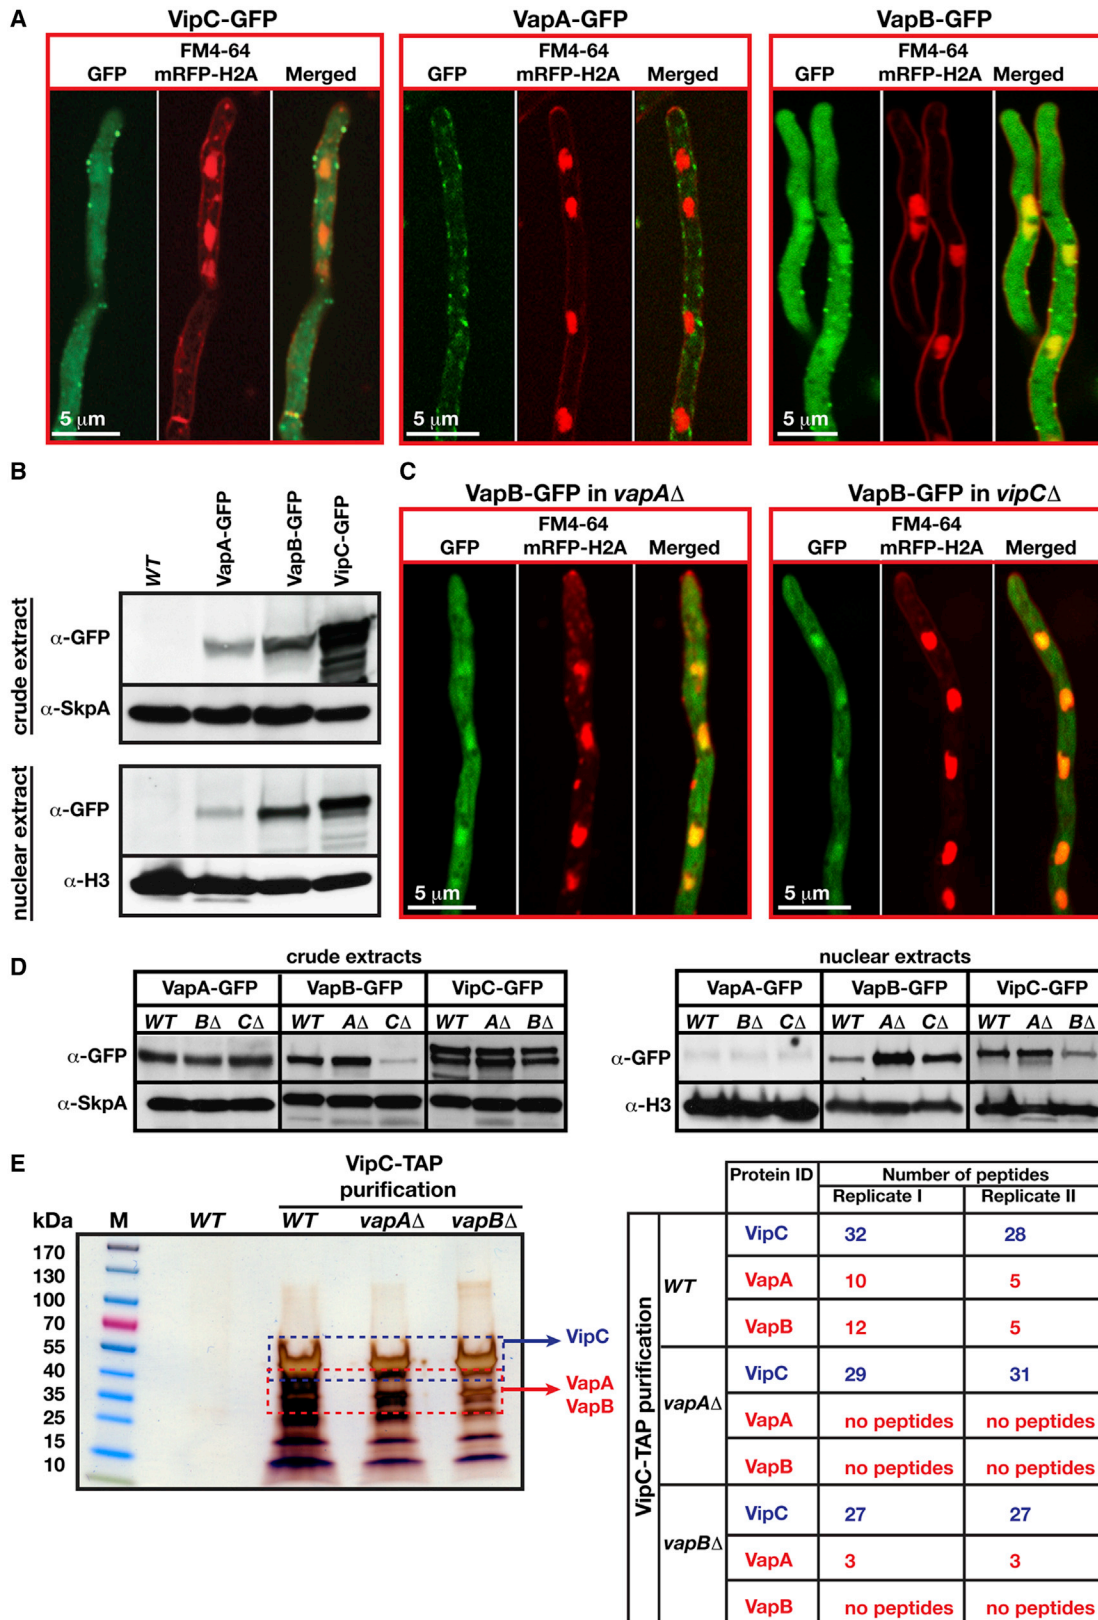 A
VipC-GFP
VapA-GFP
VapB-GFP
GFP
FM4-64
mRFP-H2A
Merged
GFP
FM4-64
mRFP-H2A
Merged
GFP
FM4-64
mRFP-H2A
Merged
5 μm
5 μm
5 μm
B
WT
VapA-GFP
VapB-GFP
VipC-GFP
crude extract
α-GFP
α-SkpA
nuclear extract
α-GFP
α-H3
C
VapB-GFP in vapAΔ
VapB-GFP in vipCΔ
GFP
FM4-64
mRFP-H2A
Merged
GFP
FM4-64
mRFP-H2A
Merged
5 μm
5 μm
D
crude extracts
VapA-GFP VapB-GFP VipC-GFP
WT BΔ CΔ WT AΔ CΔ WT AΔ BΔ
α-GFP
α-SkpA
nuclear extracts
VapA-GFP VapB-GFP VipC-GFP
WT BΔ CΔ WT AΔ CΔ WT AΔ BΔ
α-GFP
α-H3
E
VipC-TAP
purification
kDa M WT WT vapAΔ vapBΔ
170
130
100
70
55
40
35
25
15
10
VipC
VapA
VapB
Protein ID Number of peptides
Replicate I Replicate II
VipC-TAP purification
WT
VipC 32 28
VapA 10 5
VapB 12 5
vapAΔ
VipC 29 31
VapA no peptides no peptides
VapB no peptides no peptides
vapBΔ
VipC 27 27
VapA 3 3
VapB no peptides no peptides